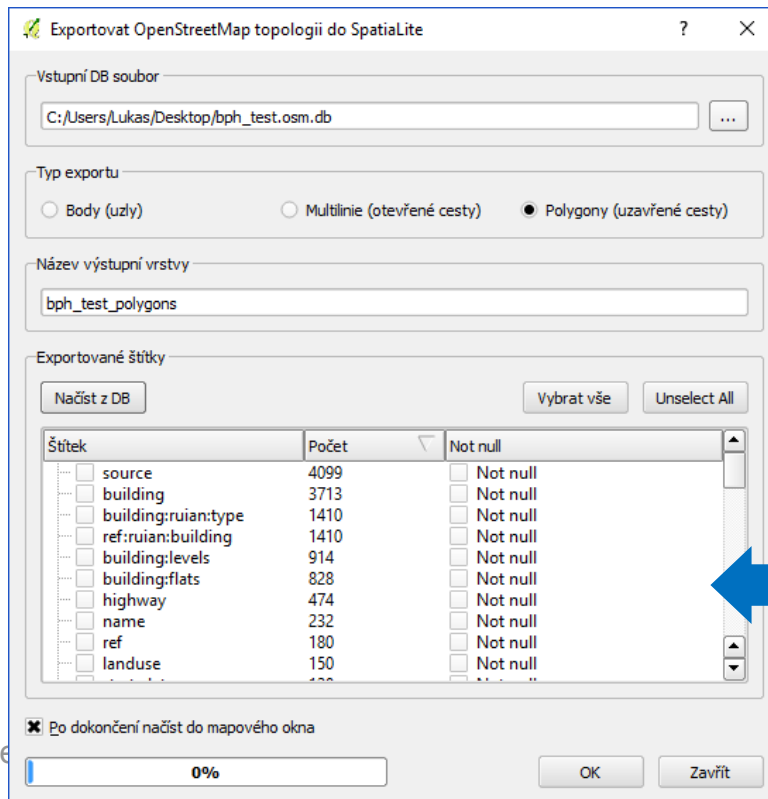 Exportovat OpenStreetMap topologii do SpatiaLite ?
Vstupní DB soubor
C:/Users/Lukas/Desktop/bph_test.osm.db ...
Typ exportu
Body (uzly) Multilinie (otevřené cesty) Polygony (uzavřené cesty)
Název výstupní vrstvy
bph_test_polygons
Exportované štítky
Načíst z DB Vybrat vše Unselect All
Štítek Počet Not null
source 4099 Not null
building 3713 Not null
building:ruian:type 1410 Not null
ref:ruian:building 1410 Not null
building:levels 914 Not null
building:flats 828 Not null
highway 474 Not null
name 232 Not null
ref 180 Not null
landuse 150 Not null
Po dokončení načíst do mapového okna
0% OK Zavřít